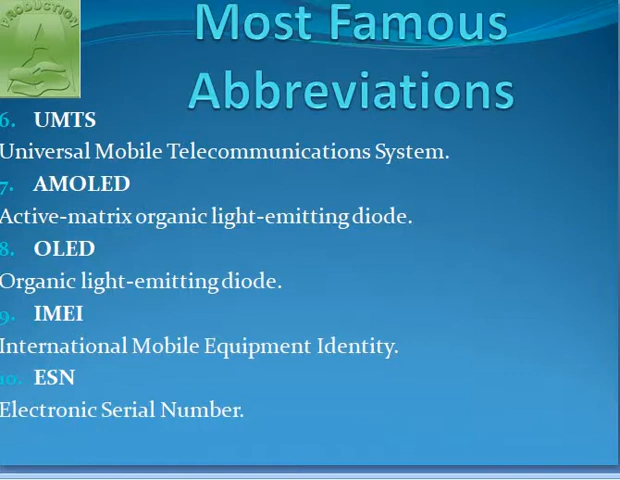 PRODUCTION
Most Famous
Abbreviations
6. UMTS
Universal Mobile Telecommunications System.
7. AMOLED
Active-matrix organic light-emitting diode.
8. OLED
Organic light-emitting diode.
9. IMEI
International Mobile Equipment Identity.
10. ESN
Electronic Serial Number.